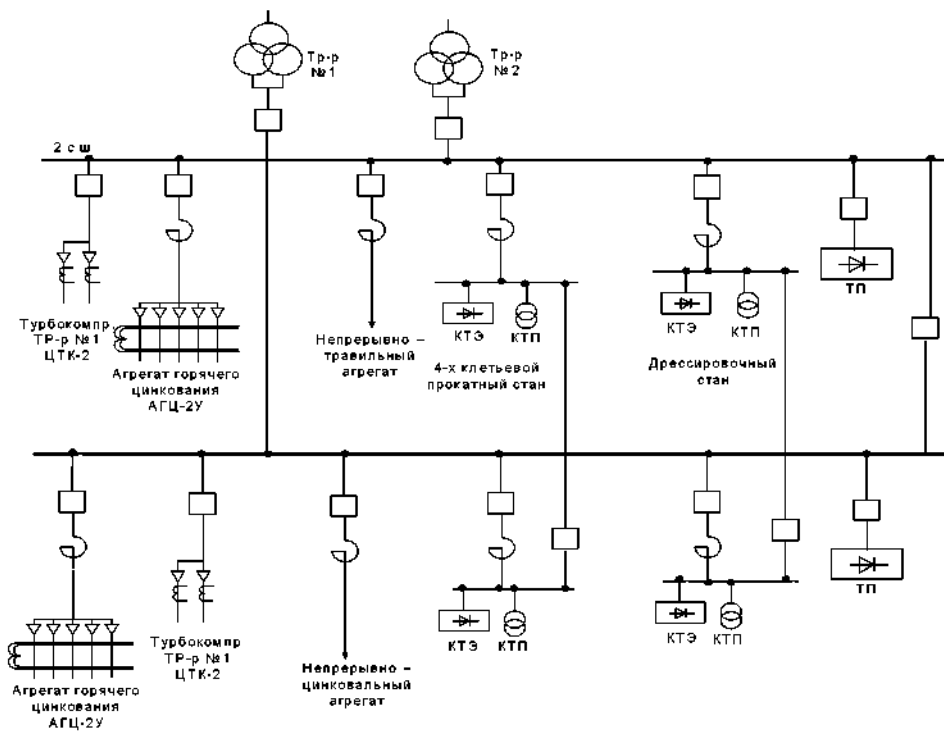 Тр-р
№1
Тр-р
№2
2 с ш
Турбокомпр
ТР-р №1
ЦТК-2
Агрегат горячего
цинкования
АГЦ-2У
Непрерывно –
травильный
агрегат
КТЭ
КТП
4-х клетьевой
прокатный стан
КТЭ
КТП
Дрессировочный
стан
ТП
Агрегат горячего
цинкования
АГЦ-2У
Турбокомпр
ТР-р №1
ЦТК-2
Непрерывно –
цинковальный
агрегат
КТЭ
КТП
КТЭ
КТП
ТП